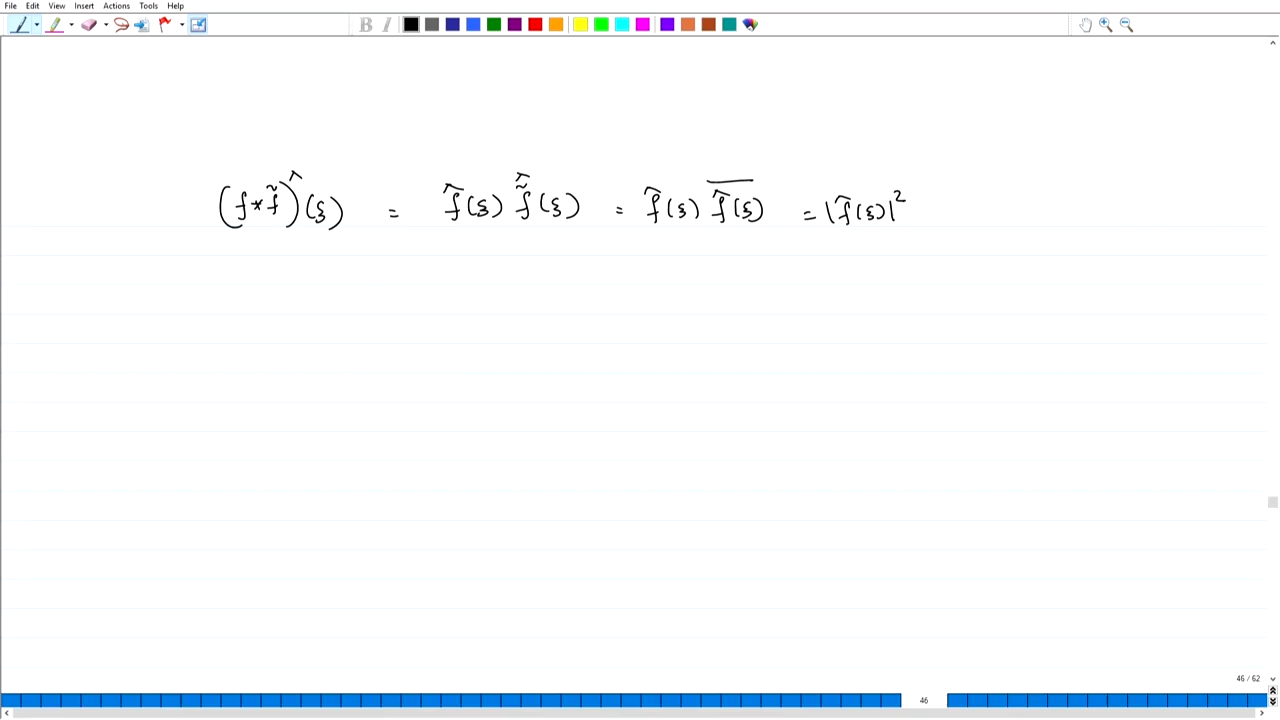 File Edit View Insert Actions Tools Help
B I
(f*f̃)^(ξ) = f̂(ξ) f̃̂(ξ) = f̂(ξ) \overline{f̂(ξ)} = |f̂(ξ)|²
46 / 62
46